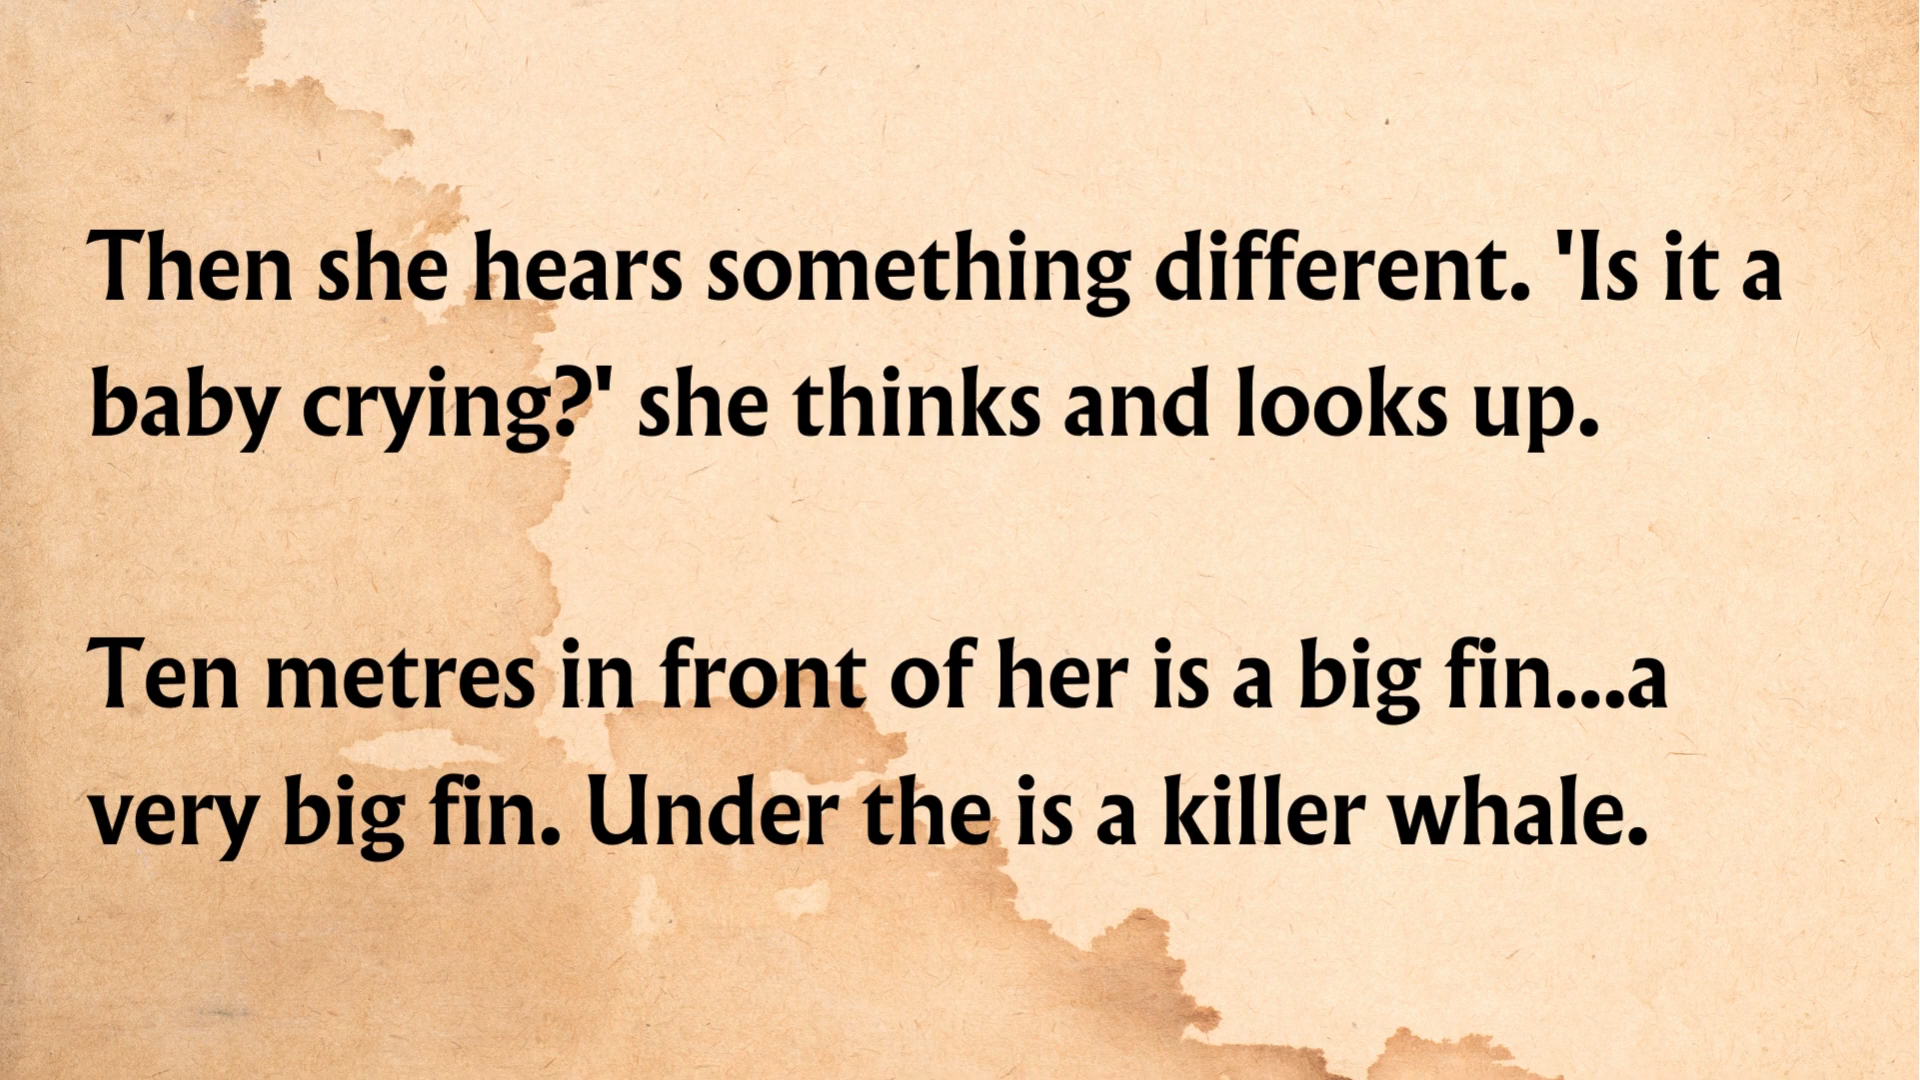 Then she hears something different. 'Is it a
baby crying?' she thinks and looks up.
Ten metres in front of her is a big fin...a
very big fin. Under the is a killer whale.